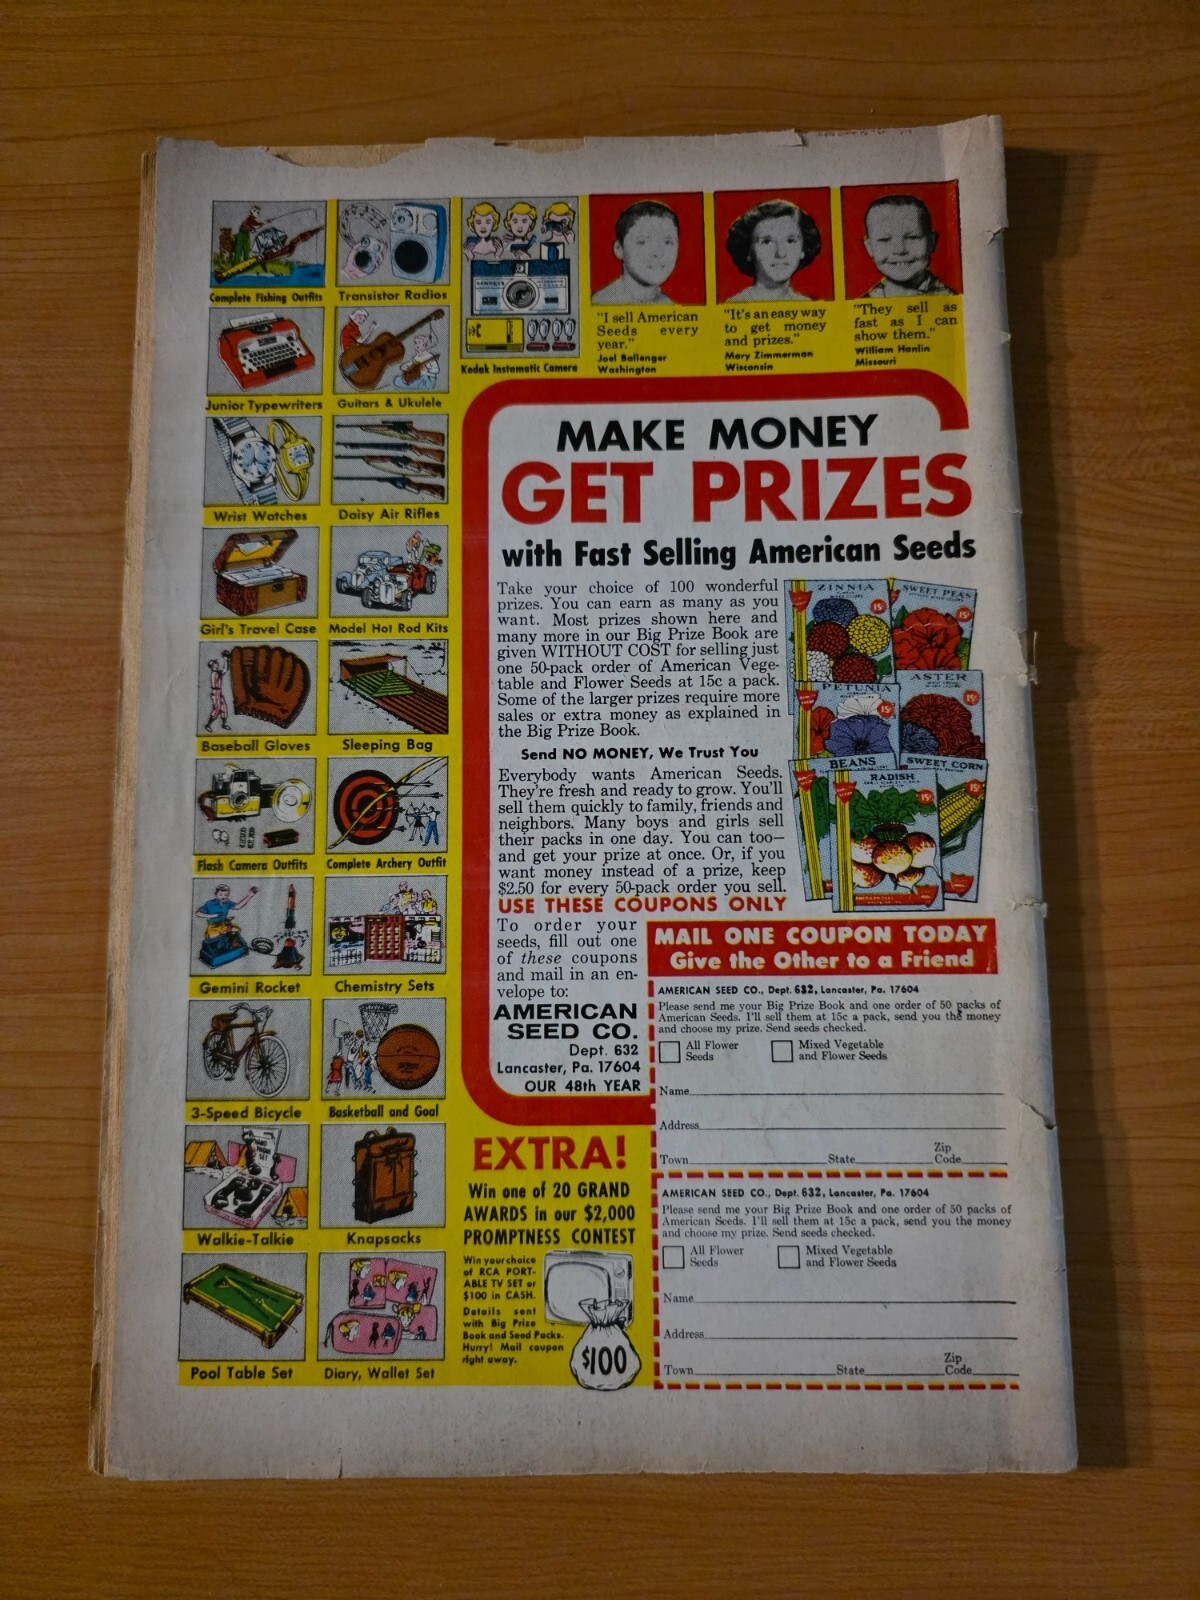 Complete Fishing Outfits
Transistor Radios
Kodak Instamatic Camera
Junior Typewriters
Guitars & Ukulele
Wrist Watches
Daisy Air Rifles
Girl's Travel Case
Model Hot Rod Kits
Baseball Gloves
Sleeping Bag
Flash Camera Outfits
Complete Archery Outfit
Gemini Rocket
Chemistry Sets
3-Speed Bicycle
Basketball and Goal
Walkie-Talkie
Knapsacks
Pool Table Set
Diary, Wallet Set
"I sell American
Seeds every
year."
Joel Ballenger
Washington
"It's an easy way
to get money
and prizes."
Mary Zimmerman
Wisconsin
"They sell as
fast as I can
show them."
William Hanlin
Missouri
MAKE MONEY
GET PRIZES
with Fast Selling American Seeds
Take your choice of 100 wonderful
prizes. You can earn as many as you
want. Most prizes shown here and
many more in our Big Prize Book are
given WITHOUT COST for selling just
one 50-pack order of American Vege-
table and Flower Seeds at 15c a pack.
Some of the larger prizes require more
sales or extra money as explained in
the Big Prize Book.
Send NO MONEY, We Trust You
Everybody wants American Seeds.
They're fresh and ready to grow. You'll
sell them quickly to family, friends and
neighbors. Many boys and girls sell
their packs in one day. You can too—
and get your prize at once. Or, if you
want money instead of a prize, keep
$2.50 for every 50-pack order you sell.
USE THESE COUPONS ONLY
ZINNIA
15¢
SWEET PEAS
15¢
PETUNIA
15¢
ASTER
15¢
BEANS
SWEET CORN
15¢
RADISH
15¢
To order your
seeds, fill out one
of these coupons
and mail in an en-
velope to:
AMERICAN
SEED CO.
Dept. 632
Lancaster, Pa. 17604
OUR 48th YEAR
MAIL ONE COUPON TODAY
Give the Other to a Friend
AMERICAN SEED CO., Dept. 632, Lancaster, Pa. 17604
Please send me your Big Prize Book and one order of 50 packs of
American Seeds. I'll sell them at 15c a pack, send you the money
and choose my prize. Send seeds checked.
All Flower
Seeds
Mixed Vegetable
and Flower Seeds
Name
Address
Town State Zip Code
AMERICAN SEED CO., Dept. 632, Lancaster, Pa. 17604
Please send me your Big Prize Book and one order of 50 packs of
American Seeds. I'll sell them at 15c a pack, send you the money
and choose my prize. Send seeds checked.
All Flower
Seeds
Mixed Vegetable
and Flower Seeds
Name
Address
Town State Zip Code
EXTRA!
Win one of 20 GRAND
AWARDS in our $2,000
PROMPTNESS CONTEST
Win your choice
of RCA PORT-
ABLE TV SET or
$100 in CASH.
Details sent
with Big Prize
Book and Seed Packs.
Hurry! Mail coupon
right away.
$100